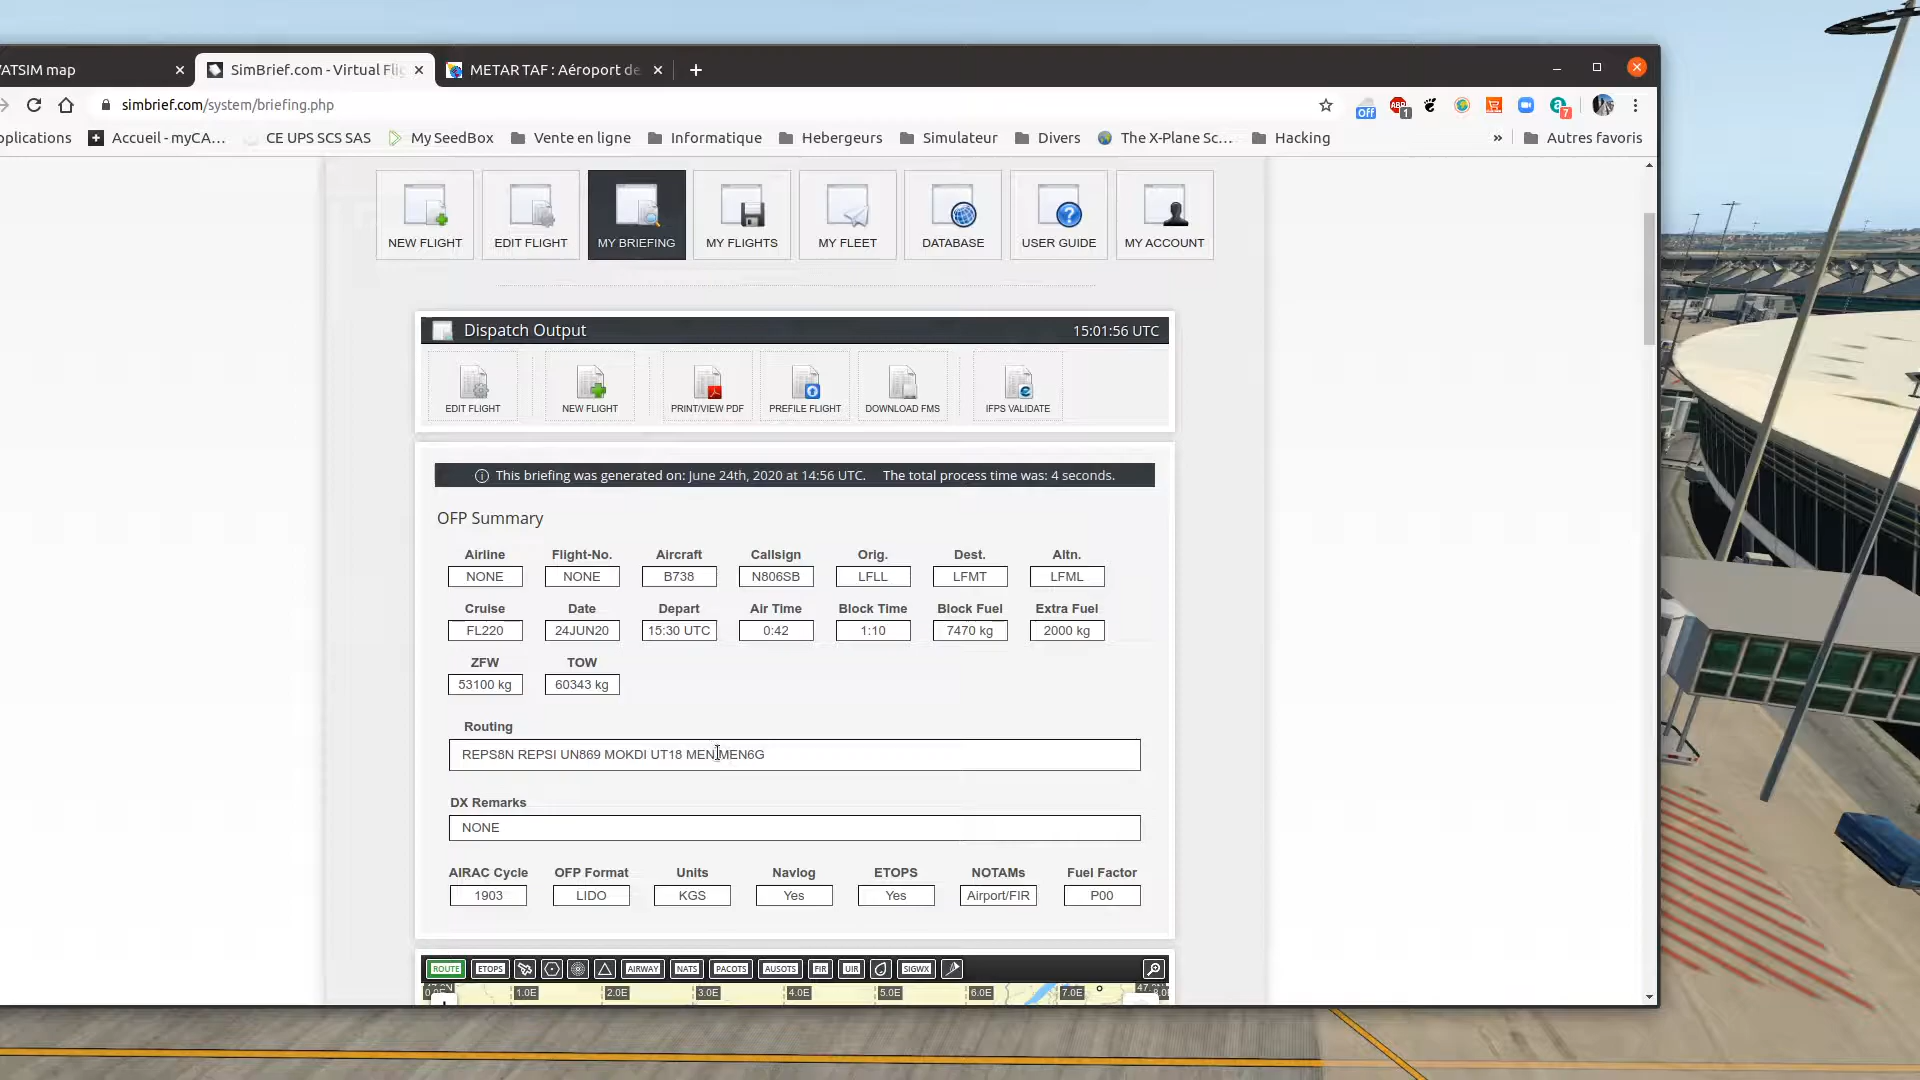 ATSIM map
SimBrief.com - Virtual Flig
METAR TAF : Aéroport de
simbrief.com/system/briefing.php
Off
ABP
1
7
oplications
Accueil - myCA...
CE UPS SCS SAS
My SeedBox
Vente en ligne
Informatique
Hebergeurs
Simulateur
Divers
The X-Plane Sc...
Hacking
»
Autres favoris
NEW FLIGHT
EDIT FLIGHT
MY BRIEFING
MY FLIGHTS
MY FLEET
DATABASE
USER GUIDE
MY ACCOUNT
Dispatch Output
15:01:56 UTC
EDIT FLIGHT
NEW FLIGHT
PRINT/VIEW PDF
PREFILE FLIGHT
DOWNLOAD FMS
IFPS VALIDATE
This briefing was generated on: June 24th, 2020 at 14:56 UTC. The total process time was: 4 seconds.
OFP Summary
Airline Flight-No. Aircraft Callsign Orig. Dest. Altn.
NONE NONE B738 N806SB LFLL LFMT LFML
Cruise Date Depart Air Time Block Time Block Fuel Extra Fuel
FL220 24JUN20 15:30 UTC 0:42 1:10 7470 kg 2000 kg
ZFW TOW
53100 kg 60343 kg
Routing
REPS8N REPSI UN869 MOKDI UT18 MEN MEN6G
DX Remarks
NONE
AIRAC Cycle OFP Format Units Navlog ETOPS NOTAMs Fuel Factor
1903 LIDO KGS Yes Yes Airport/FIR P00
ROUTE ETOPS AIRWAY NATS PACOTS AUSOTS FIR UIR SIGWX
1.0E 2.0E 3.0E 4.0E 5.0E 6.0E 7.0E